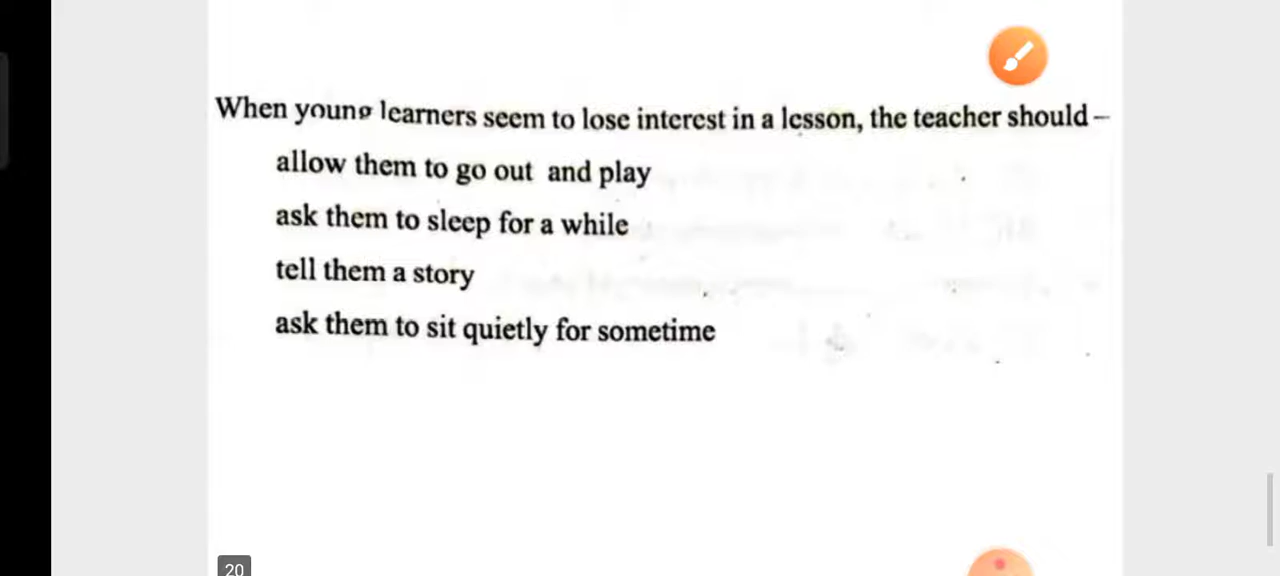 When young learners seem to lose interest in a lesson, the teacher should –
allow them to go out and play
ask them to sleep for a while
tell them a story
ask them to sit quietly for sometime
20